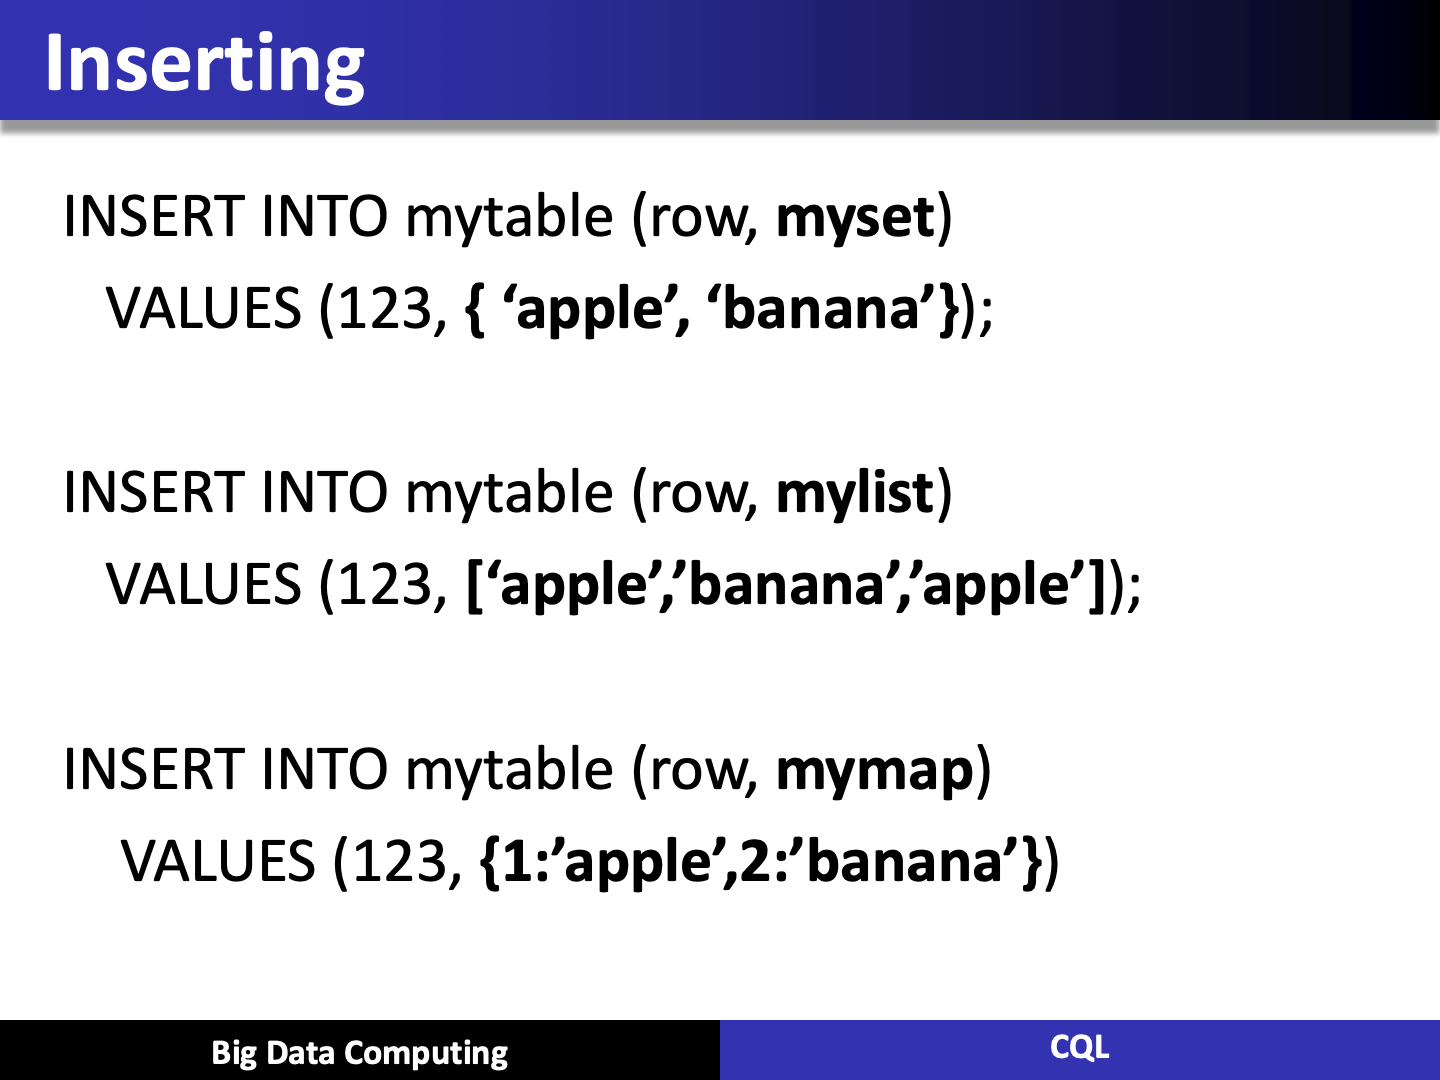 Inserting
INSERT INTO mytable (row, myset)
VALUES (123, { ‘apple’, ‘banana’});
INSERT INTO mytable (row, mylist)
VALUES (123, [‘apple’,’banana’,’apple’]);
INSERT INTO mytable (row, mymap)
VALUES (123, {1:’apple’,2:’banana’})
Big Data Computing
CQL